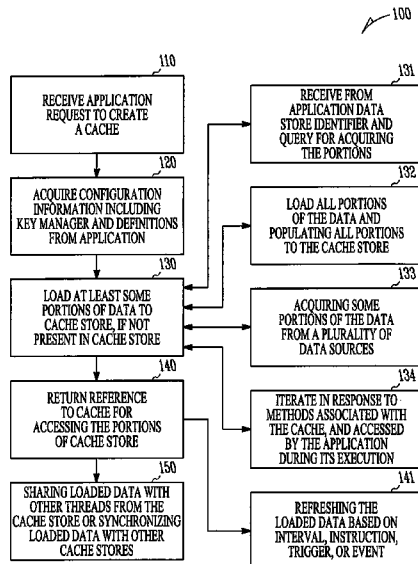 100
110
RECEIVE APPLICATION
REQUEST TO CREATE
A CACHE
120
ACQUIRE CONFIGURATION
INFORMATION INCLUDING
KEY MANAGER AND DEFINITIONS
FROM APPLICATION
130
LOAD AT LEAST SOME
PORTIONS OF DATA TO
CACHE STORE, IF NOT
PRESENT IN CACHE STORE
140
RETURN REFERENCE
TO CACHE FOR
ACCESSING THE PORTIONS
OF CACHE STORE
150
SHARING LOADED DATA WITH
OTHER THREADS FROM THE
CACHE STORE OR SYNCHRONIZING
LOADED DATA WITH OTHER
CACHE STORES
131
RECEIVE FROM
APPLICATION DATA
STORE IDENTIFIER AND
QUERY FOR ACQUIRING
THE PORTIONS
132
LOAD ALL PORTIONS
OF THE DATA AND
POPULATING ALL PORTIONS
TO THE CACHE STORE
133
ACQUIRING SOME
PORTIONS OF THE DATA
FROM A PLURALITY OF
DATA SOURCES
134
ITERATE IN RESPONSE TO
METHODS ASSOCIATED WITH
THE CACHE, AND ACCESSED
BY THE APPLICATION
DURING ITS EXECUTION
141
REFRESHING THE
LOADED DATA BASED ON
INTERVAL, INSTRUCTION,
TRIGGER, OR EVENT